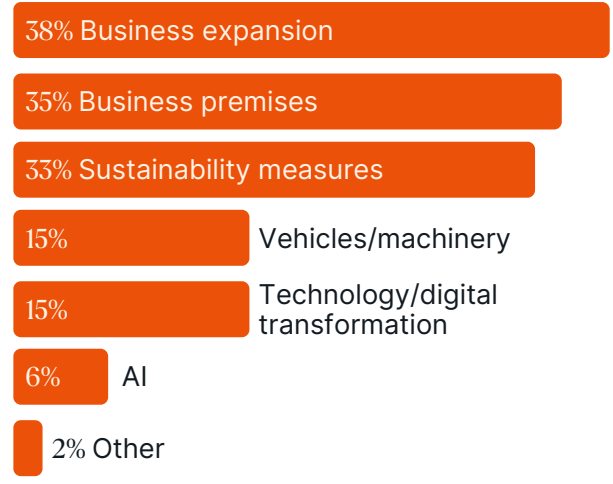 38% Business expansion
35% Business premises
33% Sustainability measures
15% Vehicles/machinery
15% Technology/digital
transformation
6% AI
2% Other